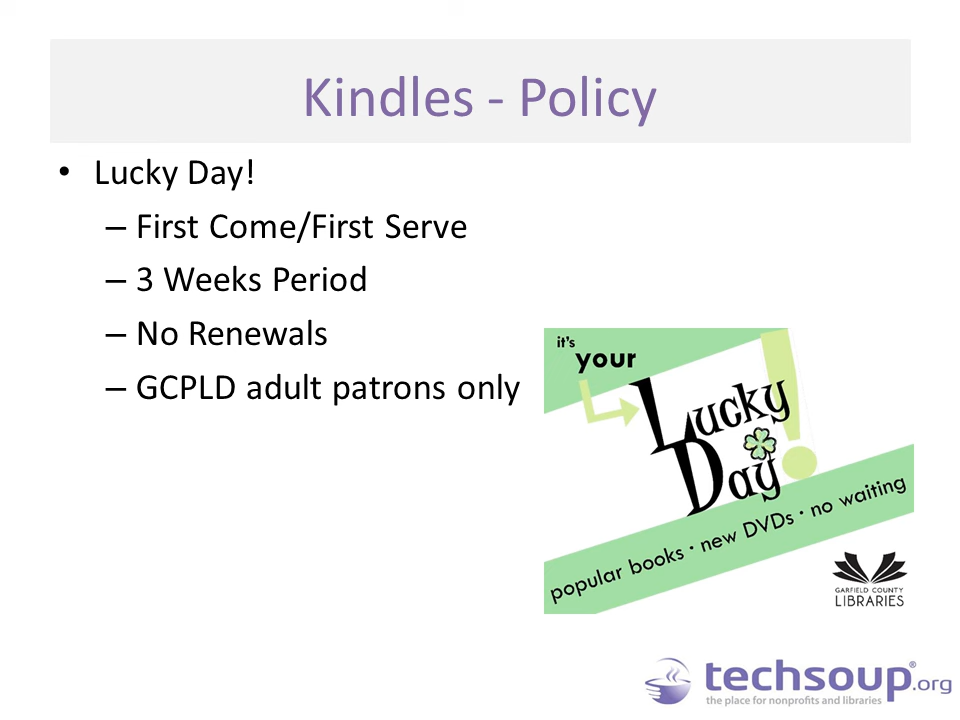 Kindles - Policy
• Lucky Day!
– First Come/First Serve
– 3 Weeks Period
– No Renewals
– GCPLD adult patrons only
it's
your
Lucky
Day!
popular books · new DVDs · no waiting
GARFIELD COUNTY
LIBRARIES
techsoup®.org
the place for nonprofits and libraries